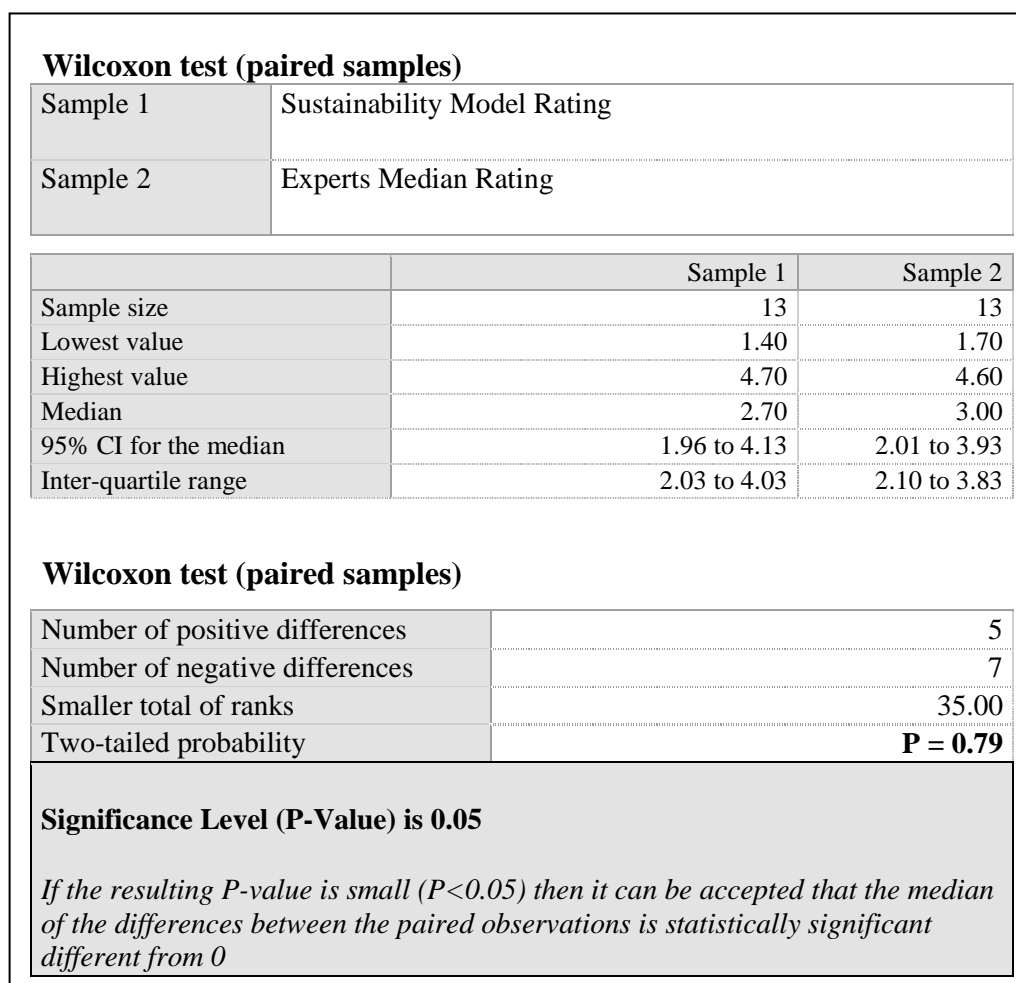 Wilcoxon test (paired samples)
Sample 1 Sustainability Model Rating
Sample 2 Experts Median Rating
Sample 1 Sample 2
Sample size 13 13
Lowest value 1.40 1.70
Highest value 4.70 4.60
Median 2.70 3.00
95% CI for the median 1.96 to 4.13 2.01 to 3.93
Inter-quartile range 2.03 to 4.03 2.10 to 3.83
Wilcoxon test (paired samples)
Number of positive differences 5
Number of negative differences 7
Smaller total of ranks 35.00
Two-tailed probability P = 0.79
Significance Level (P-Value) is 0.05
If the resulting P-value is small (P<0.05) then it can be accepted that the median
of the differences between the paired observations is statistically significant
different from 0